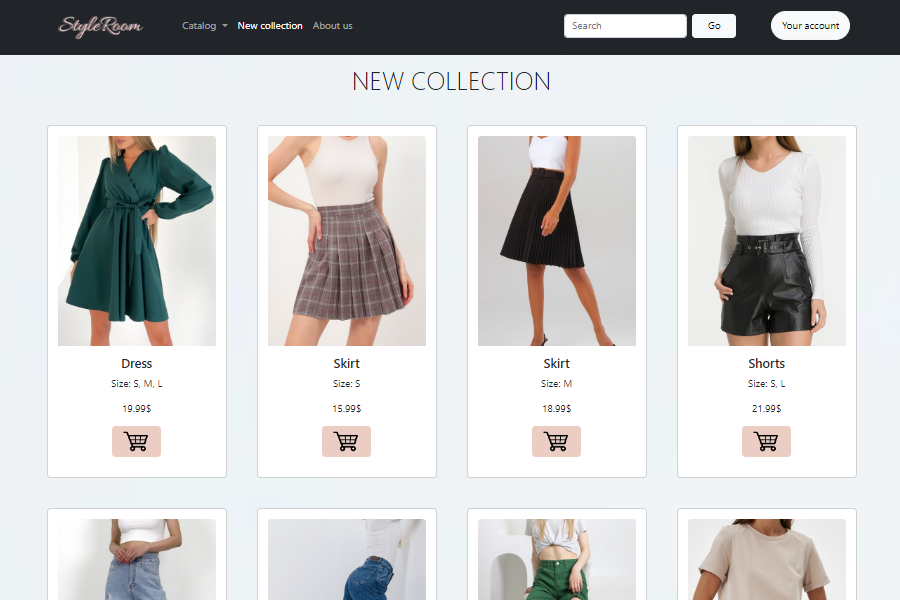 StyleRoom
Catalog
New collection
About us
Search
Go
Your account
NEW COLLECTION
Dress
Size: S, M, L
19.99$
Skirt
Size: S
15.99$
Skirt
Size: M
18.99$
Shorts
Size: S, L
21.99$